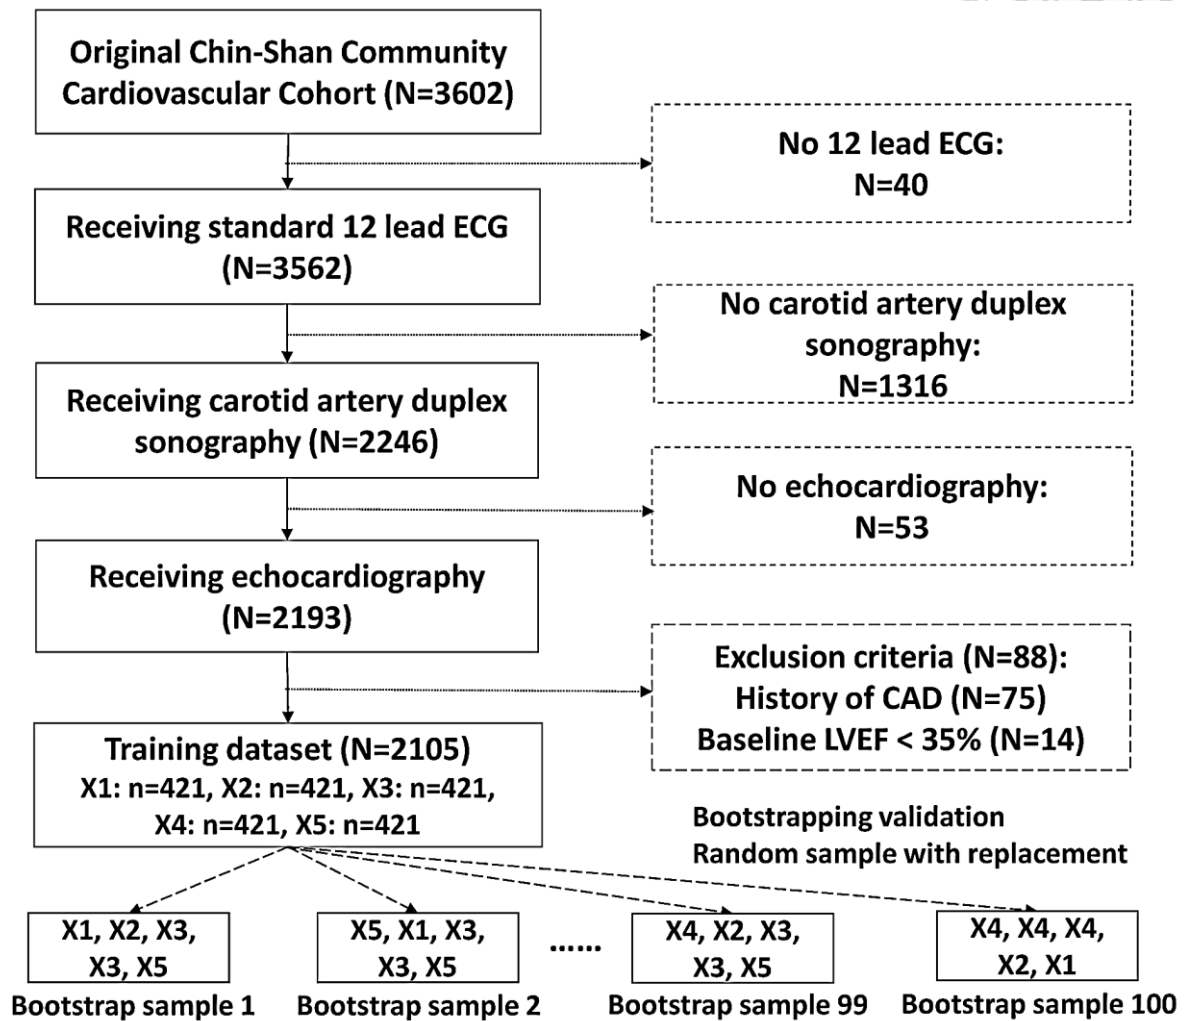 Original Chin-Shan Community
Cardiovascular Cohort (N=3602)
No 12 lead ECG:
N=40
Receiving standard 12 lead ECG
(N=3562)
No carotid artery duplex
sonography:
N=1316
Receiving carotid artery duplex
sonography (N=2246)
No echocardiography:
N=53
Receiving echocardiography
(N=2193)
Exclusion criteria (N=88):
History of CAD (N=75)
Baseline LVEF < 35% (N=14)
Training dataset (N=2105)
X1: n=421, X2: n=421, X3: n=421,
X4: n=421, X5: n=421
Bootstrapping validation
Random sample with replacement
X1, X2, X3,
X3, X5
Bootstrap sample 1
X5, X1, X3,
X3, X5
Bootstrap sample 2
......
X4, X2, X3,
X3, X5
Bootstrap sample 99
X4, X4, X4,
X2, X1
Bootstrap sample 100